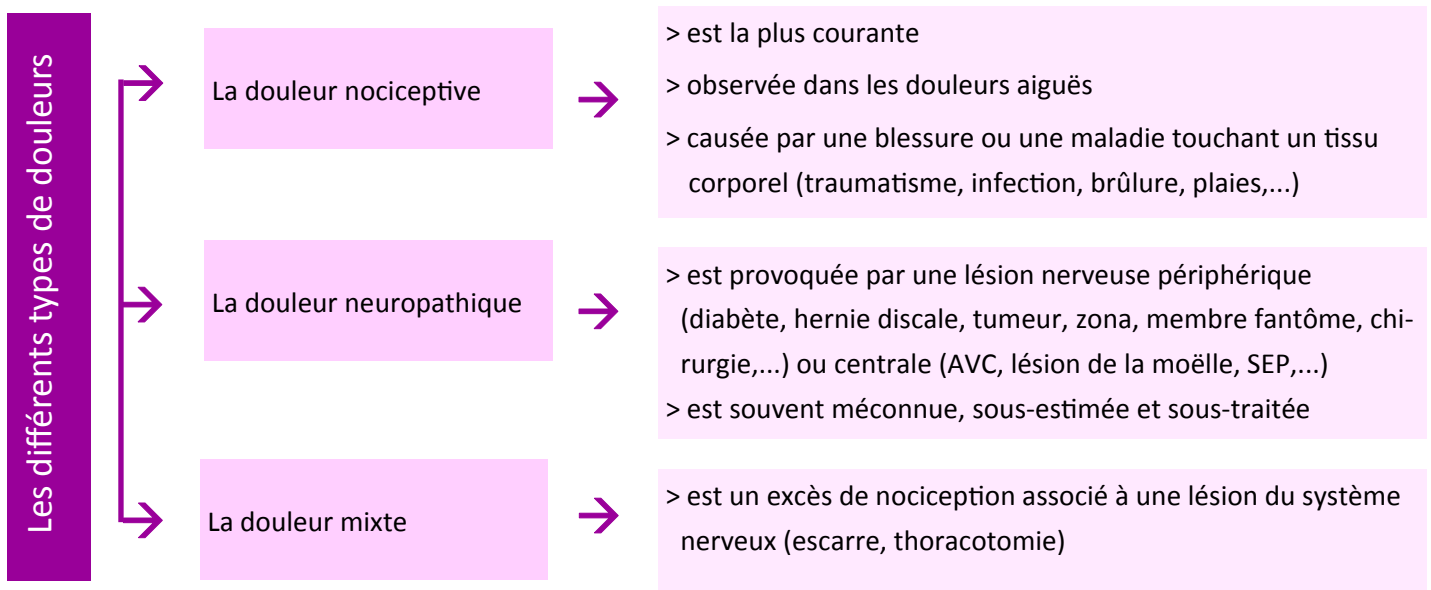 Les différents types de douleurs
La douleur nociceptive
> est la plus courante
> observée dans les douleurs aiguës
> causée par une blessure ou une maladie touchant un tissu
corporel (traumatisme, infection, brûlure, plaies,...)
La douleur neuropathique
> est provoquée par une lésion nerveuse périphérique
(diabète, hernie discale, tumeur, zona, membre fantôme, chi-
rurgie,...) ou centrale (AVC, lésion de la moëlle, SEP,...)
> est souvent méconnue, sous-estimée et sous-traitée
La douleur mixte
> est un excès de nociception associé à une lésion du système
nerveux (escarre, thoracotomie)